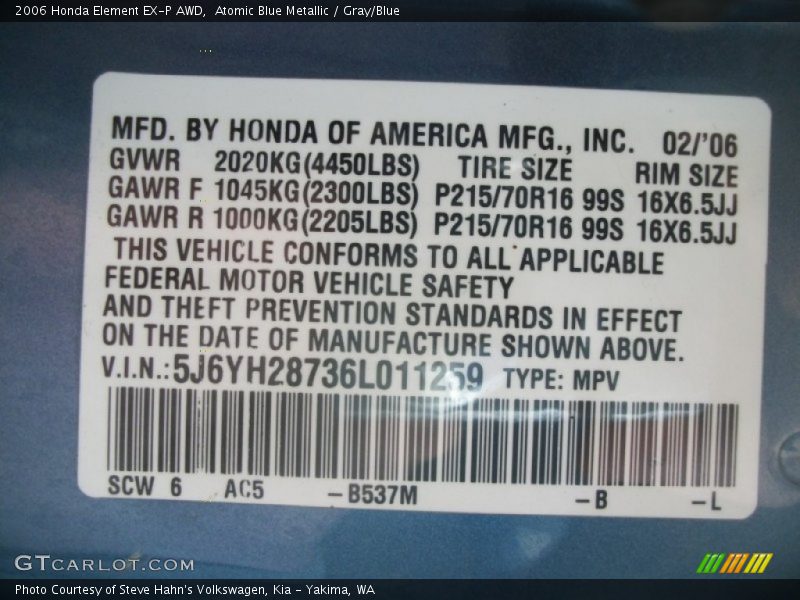 2006 Honda Element EX-P AWD,  Atomic Blue Metallic / Gray/Blue
MFD. BY HONDA OF AMERICA MFG., INC. 02/'06
GVWR 2020KG(4450LBS) TIRE SIZE RIM SIZE
GAWR F 1045KG(2300LBS) P215/70R16 99S 16X6.5JJ
GAWR R 1000KG(2205LBS) P215/70R16 99S 16X6.5JJ
THIS VEHICLE CONFORMS TO ALL APPLICABLE
FEDERAL MOTOR VEHICLE SAFETY
AND THEFT PREVENTION STANDARDS IN EFFECT
ON THE DATE OF MANUFACTURE SHOWN ABOVE.
V.I.N.:5J6YH28736L011259 TYPE: MPV
SCW 6 AC5 –B537M –B –L
GTCARLOT.COM
Photo Courtesy of Steve Hahn's Volkswagen, Kia - Yakima, WA